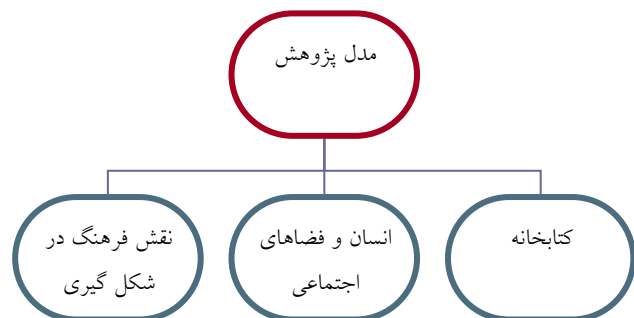 مدل پژوهش
کتابخانه
انسان و فضاهای
اجتماعی
نقش فرهنگ در
شکل گیری